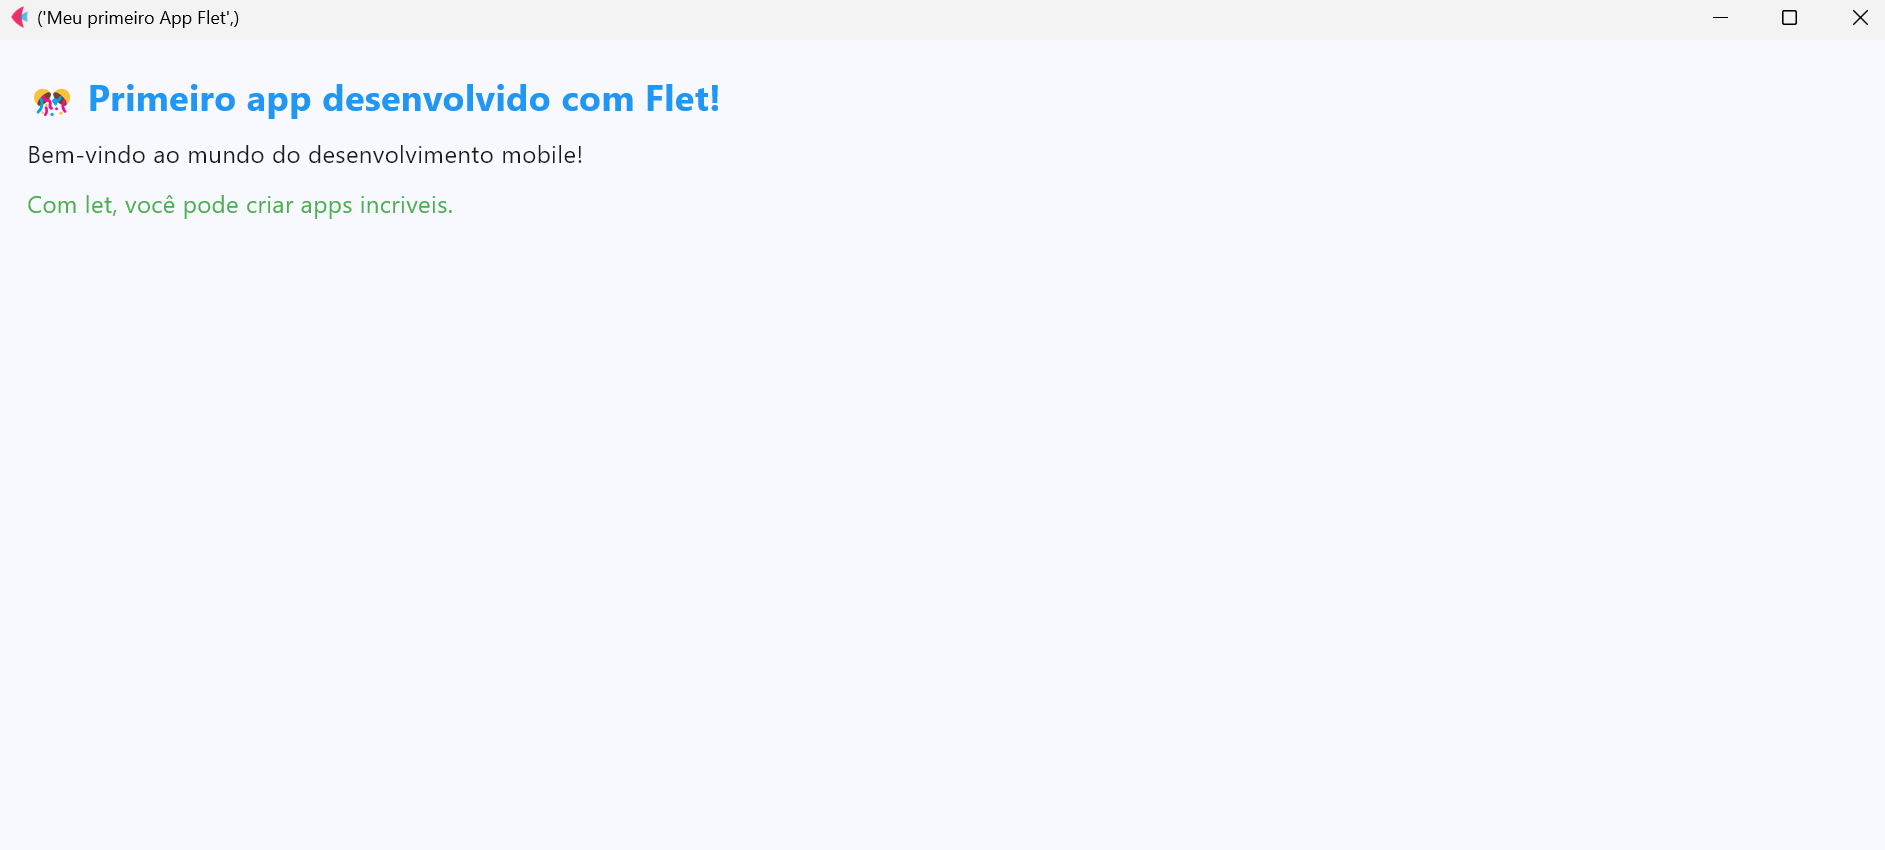 ('Meu primeiro App Flet',)
🎊 Primeiro app desenvolvido com Flet!
Bem-vindo ao mundo do desenvolvimento mobile!
Com let, você pode criar apps incriveis.